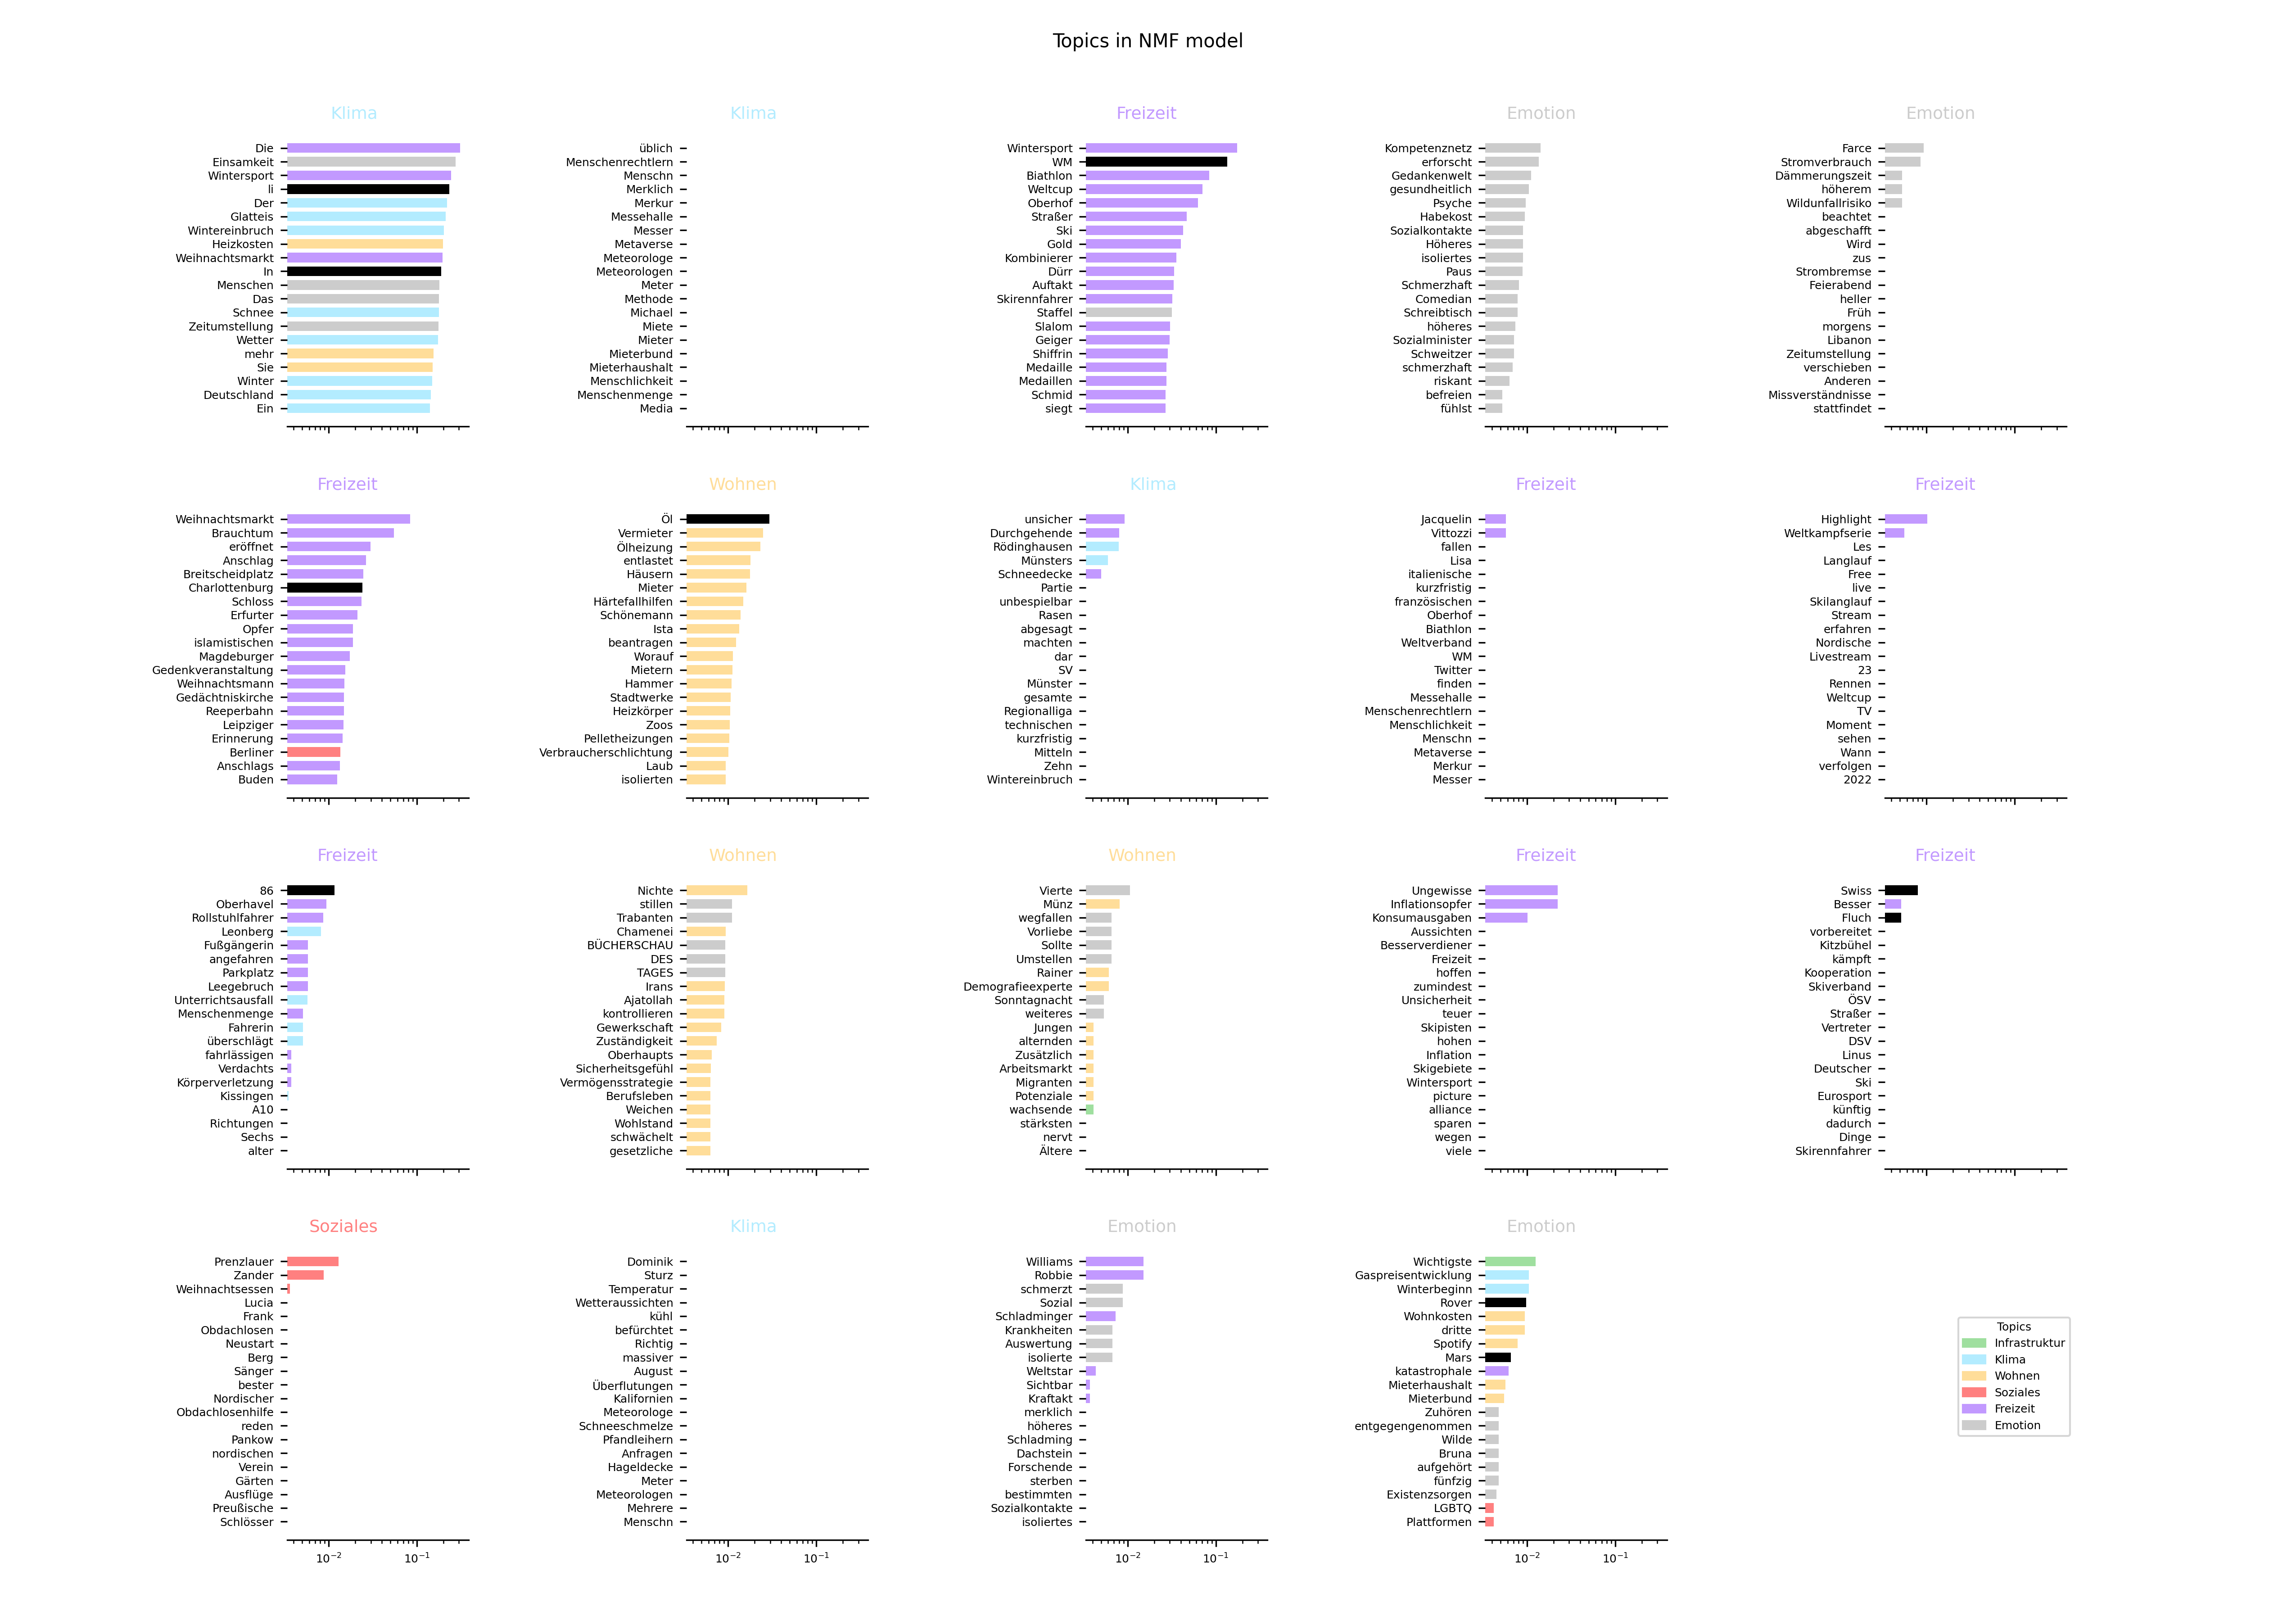 Topics in NMF model
Klima
Die
Einsamkeit
Wintersport
li
Der
Glatteis
Wintereinbruch
Heizkosten
Weihnachtsmarkt
In
Menschen
Das
Schnee
Zeitumstellung
Wetter
mehr
Sie
Winter
Deutschland
Ein
Klima
üblich
Menschenrechtlern
Menschn
Merklich
Merkur
Messehalle
Messer
Metaverse
Meteorologe
Meteorologen
Meter
Methode
Michael
Miete
Mieter
Mieterbund
Mieterhaushalt
Menschlichkeit
Menschenmenge
Media
Freizeit
Wintersport
WM
Biathlon
Weltcup
Oberhof
Straßer
Ski
Gold
Kombinierer
Dürr
Auftakt
Skirennfahrer
Staffel
Slalom
Geiger
Shiffrin
Medaille
Medaillen
Schmid
siegt
Emotion
Kompetenznetz
erforscht
Gedankenwelt
gesundheitlich
Psyche
Habekost
Sozialkontakte
Höheres
isoliertes
Paus
Schmerzhaft
Comedian
Schreibtisch
höheres
Sozialminister
Schweitzer
schmerzhaft
riskant
befreien
fühlst
Emotion
Farce
Stromverbrauch
Dämmerungszeit
höherem
Wildunfallrisiko
beachtet
abgeschafft
Wird
zus
Strombremse
Feierabend
heller
Früh
morgens
Libanon
Zeitumstellung
verschieben
Anderen
Missverständnisse
stattfindet
Freizeit
Weihnachtsmarkt
Brauchtum
eröffnet
Anschlag
Breitscheidplatz
Charlottenburg
Schloss
Erfurter
Opfer
islamistischen
Magdeburger
Gedenkveranstaltung
Weihnachtsmann
Gedächtniskirche
Reeperbahn
Leipziger
Erinnerung
Berliner
Anschlags
Buden
Wohnen
Öl
Vermieter
Ölheizung
entlastet
Häusern
Mieter
Härtefallhilfen
Schönemann
Ista
beantragen
Worauf
Mietern
Hammer
Stadtwerke
Heizkörper
Zoos
Pelletheizungen
Verbraucherschlichtung
Laub
isolierten
Klima
unsicher
Durchgehende
Rödinghausen
Münsters
Schneedecke
Partie
unbespielbar
Rasen
abgesagt
machten
dar
SV
Münster
gesamte
Regionalliga
technischen
kurzfristig
Mitteln
Zehn
Wintereinbruch
Freizeit
Jacquelin
Vittozzi
fallen
Lisa
italienische
kurzfristig
französischen
Oberhof
Biathlon
Weltverband
WM
Twitter
finden
Messehalle
Menschenrechtlern
Menschlichkeit
Menschn
Metaverse
Merkur
Messer
Freizeit
Highlight
Weltkampfserie
Les
Langlauf
Free
live
Skilanglauf
Stream
erfahren
Nordische
Livestream
23
Rennen
Weltcup
TV
Moment
sehen
Wann
verfolgen
2022
Freizeit
86
Oberhavel
Rollstuhlfahrer
Leonberg
Fußgängerin
angefahren
Parkplatz
Leegebruch
Unterrichtsausfall
Menschenmenge
Fahrerin
überschlägt
fahrlässigen
Verdachts
Körperverletzung
Kissingen
A10
Richtungen
Sechs
alter
Wohnen
Nichte
stillen
Trabanten
Chamenei
BÜCHERSCHAU
DES
TAGES
Irans
Ajatollah
kontrollieren
Gewerkschaft
Zuständigkeit
Oberhaupts
Sicherheitsgefühl
Vermögensstrategie
Berufsleben
Weichen
Wohlstand
schwächelt
gesetzliche
Wohnen
Vierte
Münz
wegfallen
Vorliebe
Sollte
Umstellen
Rainer
Demografieexperte
Sonntagnacht
weiteres
Jungen
alternden
Zusätzlich
Arbeitsmarkt
Migranten
Potenziale
wachsende
stärksten
nervt
Ältere
Freizeit
Ungewisse
Inflationsopfer
Konsumausgaben
Aussichten
Besserverdiener
Freizeit
hoffen
zumindest
Unsicherheit
teuer
Skipisten
hohen
Inflation
Skigebiete
Wintersport
picture
alliance
sparen
wegen
viele
Freizeit
Swiss
Besser
Fluch
vorbereitet
Kitzbühel
kämpft
Kooperation
Skiverband
ÖSV
Straßer
Vertreter
DSV
Linus
Deutscher
Ski
Eurosport
künftig
dadurch
Dinge
Skirennfahrer
Soziales
Prenzlauer
Zander
Weihnachtsessen
Lucia
Frank
Obdachlosen
Neustart
Berg
Sänger
bester
Nordischer
Obdachlosenhilfe
reden
Pankow
nordischen
Verein
Gärten
Ausflüge
Preußische
Schlösser
10⁻² 10⁻¹
Klima
Dominik
Sturz
Temperatur
Wetteraussichten
kühl
befürchtet
Richtig
massiver
August
Überflutungen
Kalifornien
Meteorologe
Schneeschmelze
Pfandleihern
Anfragen
Hageldecke
Meter
Meteorologen
Mehrere
Menschn
10⁻² 10⁻¹
Emotion
Williams
Robbie
schmerzt
Sozial
Schladminger
Krankheiten
Auswertung
isolierte
Weltstar
Sichtbar
Kraftakt
merklich
höheres
Schladming
Dachstein
Forschende
sterben
bestimmten
Sozialkontakte
isoliertes
10⁻² 10⁻¹
Emotion
Wichtigste
Gaspreisentwicklung
Winterbeginn
Rover
Wohnkosten
dritte
Spotify
Mars
katastrophale
Mieterhaushalt
Mieterbund
Zuhören
entgegengenommen
Wilde
Bruna
aufgehört
fünfzig
Existenzsorgen
LGBTQ
Plattformen
10⁻² 10⁻¹
Topics
Infrastruktur
Klima
Wohnen
Soziales
Freizeit
Emotion